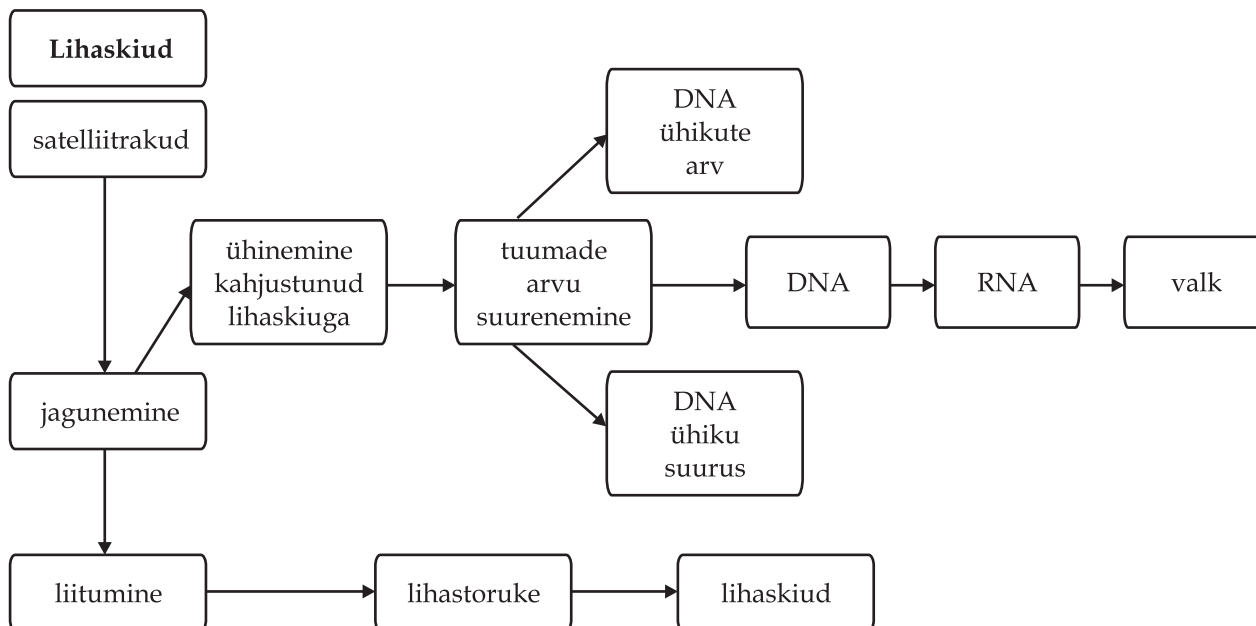 Lihaskiud
satelliitrakud
DNA
ühikute
arv
ühinemine
kahjustunud
lihaskiuga
tuumade
arvu
suurenemine
DNA
RNA
valk
jagunemine
DNA
ühiku
suurus
liitumine
lihastoruke
lihaskiud